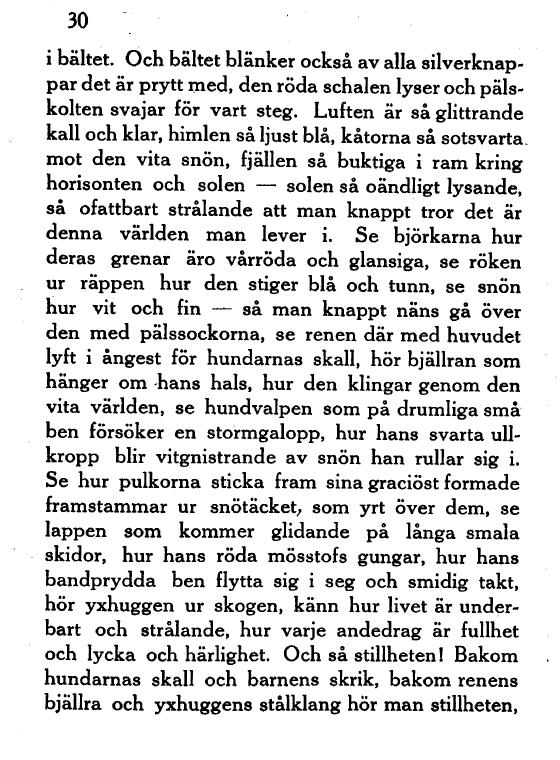 30
i bältet. Och bältet blänker också av alla silverknap-
par det är prytt med, den röda schalen lyser och päls-
kolten svajar för vart steg. Luften är så glittrande
kall och klar, himlen så ljust blå, kåtorna så sotsvarta
mot den vita snön, fjällen så buktiga i ram kring
horisonten och solen — solen så oändligt lysande,
så ofattbart strålande att man knappt tror det är
denna världen man lever i. Se björkarna hur
deras grenar äro vårröda och glansiga, se röken
ur räppen hur den stiger blå och tunn, se snön
hur vit och fin — så man knappt näns gå över
den med pälssockorna, se renen där med huvudet
lyft i ångest för hundarnas skall, hör bjällran som
hänger om hans hals, hur den klingar genom den
vita världen, se hundvalpen som på drumliga små
ben försöker en stormgalopp, hur hans svarta ull-
kropp blir vitgnistrande av snön han rullar sig i.
Se hur pulkorna sticka fram sina graciöst formade
framstammar ur snötäcket, som yrt över dem, se
lappen som kommer glidande på långa smala
skidor, hur hans röda mösstofs gungar, hur hans
bandprydda ben flytta sig i seg och smidig takt,
hör yxhuggen ur skogen, känn hur livet är under-
bart och strålande, hur varje andedrag är fullhet
och lycka och härlighet. Och så stillheten! Bakom
hundarnas skall och barnens skrik, bakom renens
bjällra och yxhuggens stålklang hör man stillheten,